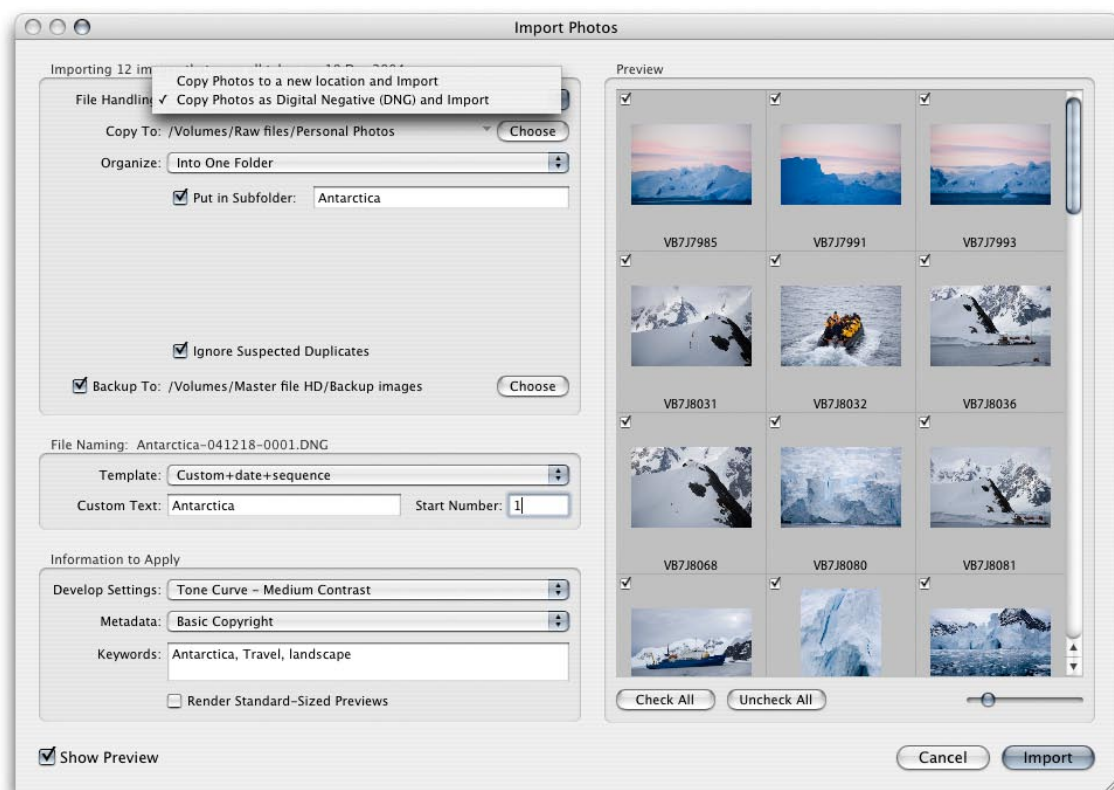 Import Photos
Importing 12 im
Copy Photos to a new location and Import
File Handling ✓ Copy Photos as Digital Negative (DNG) and Import
Copy To: /Volumes/Raw files/Personal Photos Choose
Organize: Into One Folder
Put in Subfolder: Antarctica
Ignore Suspected Duplicates
Backup To: /Volumes/Master file HD/Backup images Choose
File Naming: Antarctica-041218-0001.DNG
Template: Custom+date+sequence
Custom Text: Antarctica Start Number: 1
Information to Apply
Develop Settings: Tone Curve - Medium Contrast
Metadata: Basic Copyright
Keywords: Antarctica, Travel, landscape
Render Standard-Sized Previews
Show Preview
Preview
VB7J7985 VB7J7991 VB7J7993
VB7J8031 VB7J8032 VB7J8036
VB7J8068 VB7J8080 VB7J8081
Check All Uncheck All
Cancel Import